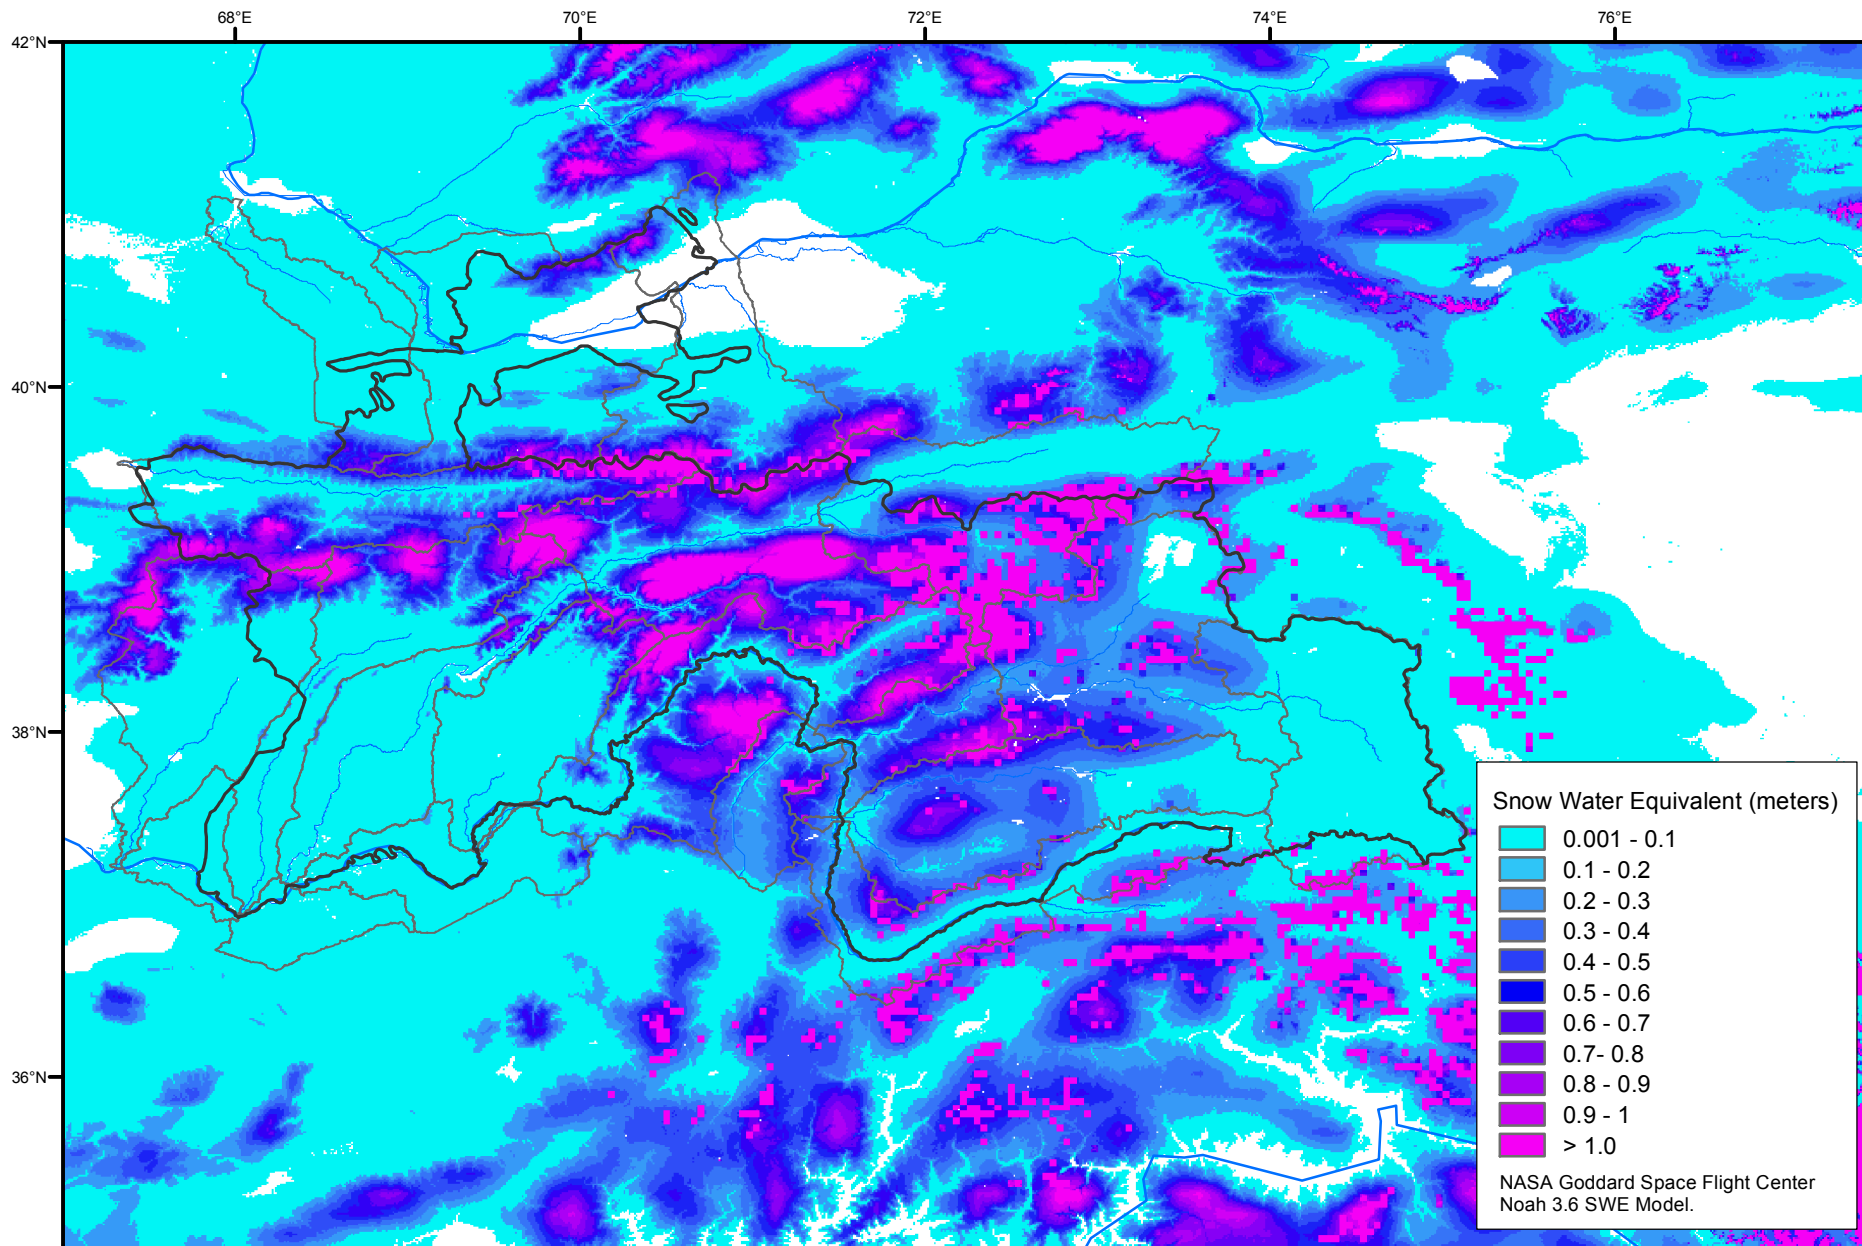 68°E 70°E 72°E 74°E 76°E
42°N
40°N
38°N
36°N
Snow Water Equivalent (meters)
0.001 - 0.1
0.1 - 0.2
0.2 - 0.3
0.3 - 0.4
0.4 - 0.5
0.5 - 0.6
0.6 - 0.7
0.7- 0.8
0.8 - 0.9
0.9 - 1
> 1.0
NASA Goddard Space Flight Center
Noah 3.6 SWE Model.